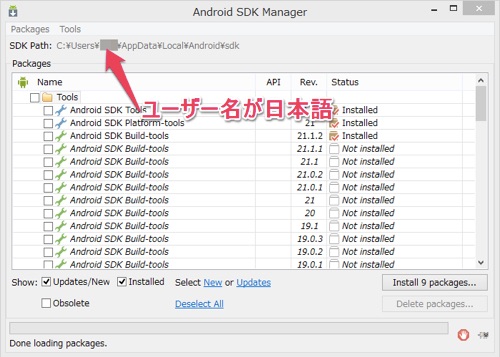 Android SDK Manager
Packages Tools
SDK Path: C:¥Users¥ ¥AppData¥Local¥Android¥sdk
Packages
Name API Rev. Status
Tools
Android SDK Tools Installed
Android SDK Platform-tools 21 Installed
ユーザー名が日本語
Android SDK Build-tools 21.1.2 Installed
Android SDK Build-tools 21.1.1 Not installed
Android SDK Build-tools 21.1 Not installed
Android SDK Build-tools 21.0.2 Not installed
Android SDK Build-tools 21.0.1 Not installed
Android SDK Build-tools 21 Not installed
Android SDK Build-tools 20 Not installed
Android SDK Build-tools 19.1 Not installed
Android SDK Build-tools 19.0.3 Not installed
Android SDK Build-tools 19.0.2 Not installed
Android SDK Build-tools 19.0.1 Not installed
Show: Updates/New Installed Select New or Updates Install 9 packages...
Obsolete Deselect All Delete packages...
Done loading packages.